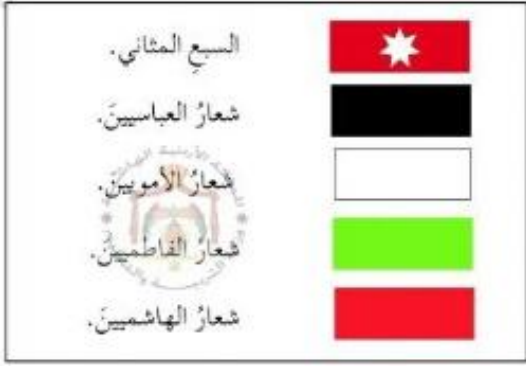 السبعِ المثاني.
شعارُ العباسيينَ.
شعارُ الأمويينَ.
شعارُ الفاطميينَ.
شعارُ الهاشميينَ.